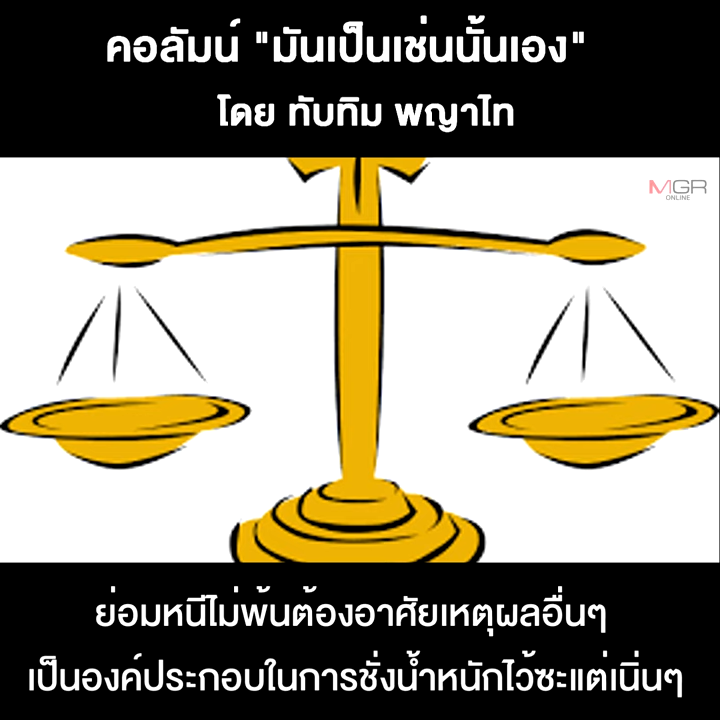 คอลัมน์ "มันเป็นเช่นนั้นเอง"
โดย ทับทิม พญาไท
MGR
ONLINE
ย่อมหนีไม่พ้นต้องอาศัยเหตุผลอื่นๆ
เป็นองค์ประกอบในการชั่งน้ำหนักไว้ซะแต่เนิ่นๆ